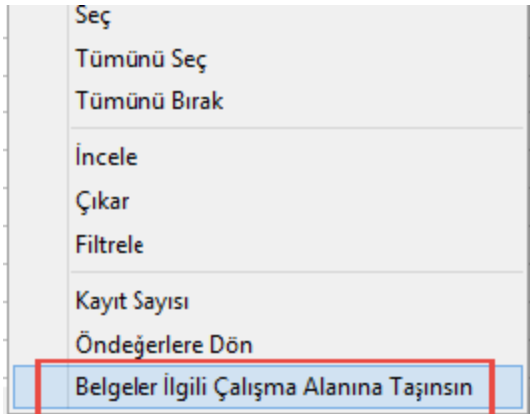 Seç
Tümünü Seç
Tümünü Bırak
İncele
Çıkar
Filtrele
Kayıt Sayısı
Öndeğerlere Dön
Belgeler İlgili Çalışma Alanına Taşınsın